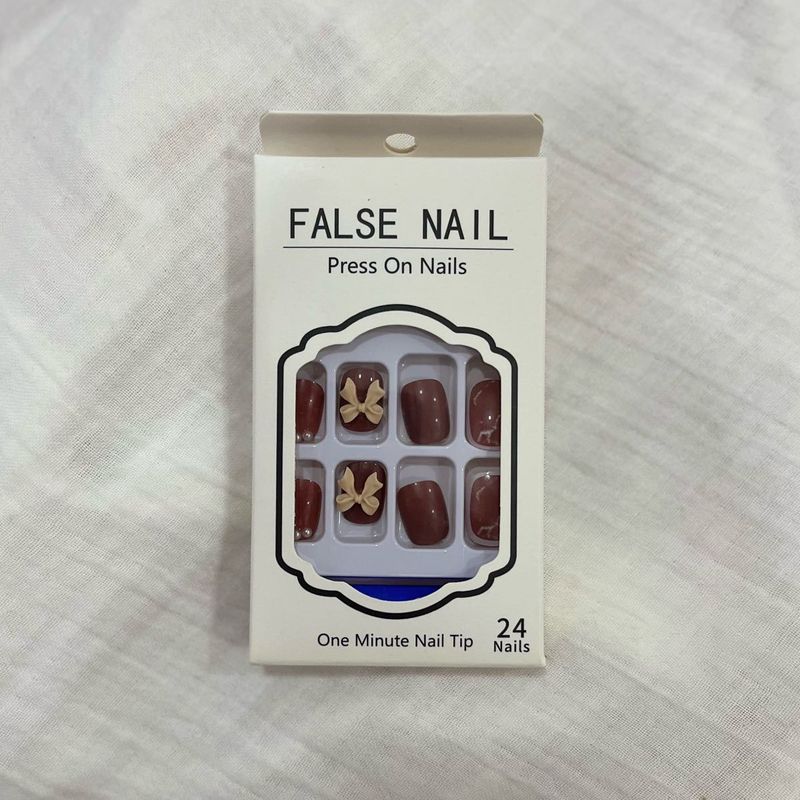 FALSE NAIL
Press On Nails
One Minute Nail Tip
24
Nails